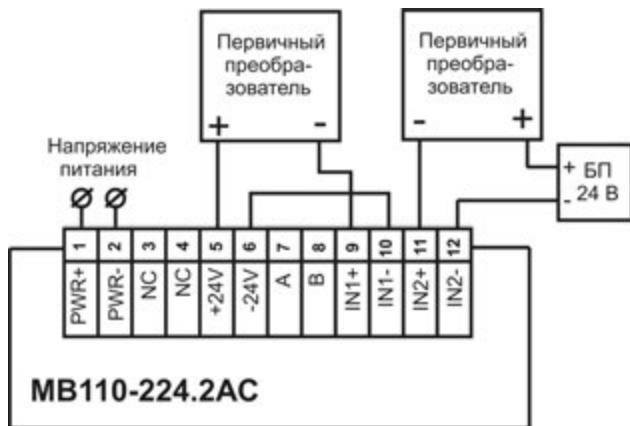 Первичный
преобра-
зователь
+ -
Первичный
преобра-
зователь
- +
Напряжение
питания
+ БП
- 24 В
1 2 3 4 5 6 7 8 9 10 11 12
PWR+ PWR- NC NC +24V -24V A B IN1+ IN1- IN2+ IN2-
МВ110-224.2АС